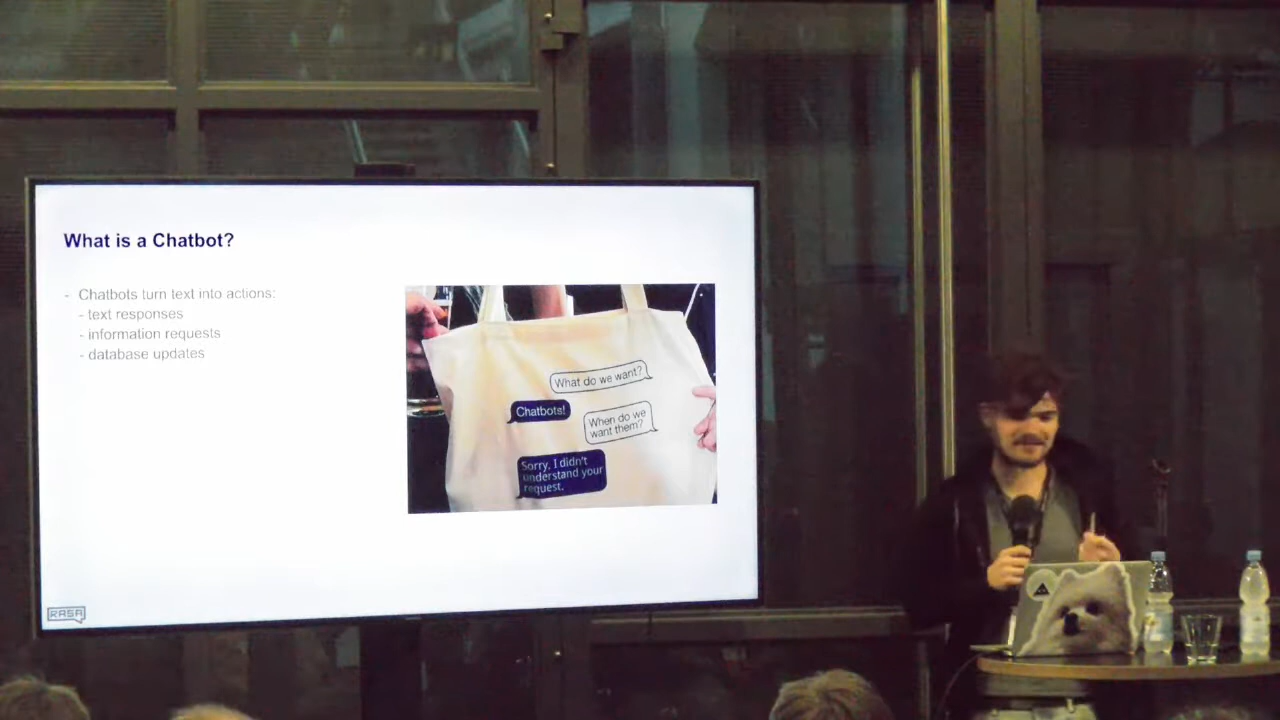 What is a Chatbot?
- Chatbots turn text into actions:
- text responses
- information requests
- database updates
What do we want?
Chatbots!
When do we
want them?
Sorry, I didn't
understand your
request.
RASA